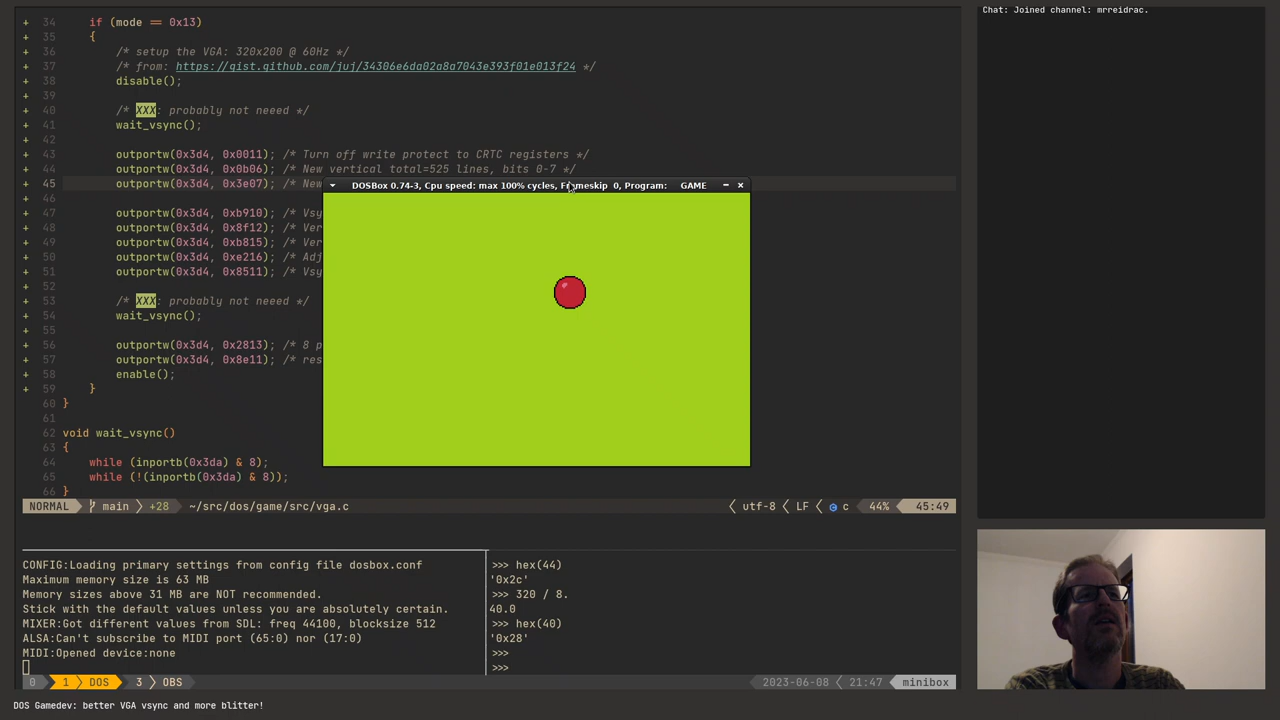 Chat: Joined channel: mrreidrac.
+ 34 if (mode == 0x13)
+ 35 {
+ 36 /* setup the VGA: 320x200 @ 60Hz */
+ 37 /* from: https://gist.github.com/juj/34306e6da02a8a7043e393f01e013f24 */
+ 38 disable();
+ 39
+ 40 /* XXX: probably not neeed */
+ 41 wait_vsync();
+ 42
+ 43 outportw(0x3d4, 0x0011); /* Turn off write protect to CRTC registers */
+ 44 outportw(0x3d4, 0x0b06); /* New vertical total=525 lines, bits 0-7 */
+ 45 outportw(0x3d4, 0x3e07); /* New
+ 46
+ 47 outportw(0x3d4, 0xb910); /* Vsy
+ 48 outportw(0x3d4, 0x8f12); /* Ver
+ 49 outportw(0x3d4, 0xb815); /* Ver
+ 50 outportw(0x3d4, 0xe216); /* Adj
+ 51 outportw(0x3d4, 0x8511); /* Vsy
+ 52
+ 53 /* XXX: probably not neeed */
+ 54 wait_vsync();
+ 55
+ 56 outportw(0x3d4, 0x2813); /* 8 p
+ 57 outportw(0x3d4, 0x8e11); /* res
+ 58 enable();
+ 59 }
60 }
61
62 void wait_vsync()
63 {
64 while (inportb(0x3da) & 8);
65 while (!(inportb(0x3da) & 8));
66 }
DOSBox 0.74-3, Cpu speed: max 100% cycles, Frameskip 0, Program: GAME
NORMAL main +28 ~/src/dos/game/src/vga.c utf-8 LF c 44% 45:49
CONFIG:Loading primary settings from config file dosbox.conf
Maximum memory size is 63 MB
Memory sizes above 31 MB are NOT recommended.
Stick with the default values unless you are absolutely certain.
MIXER:Got different values from SDL: freq 44100, blocksize 512
ALSA:Can't subscribe to MIDI port (65:0) nor (17:0)
MIDI:Opened device:none
>>> hex(44)
'0x2c'
>>> 320 / 8.
40.0
>>> hex(40)
'0x28'
>>>
>>>
0 1 DOS 3 OBS 2023-06-08 21:47 minibox
DOS Gamedev: better VGA vsync and more blitter!